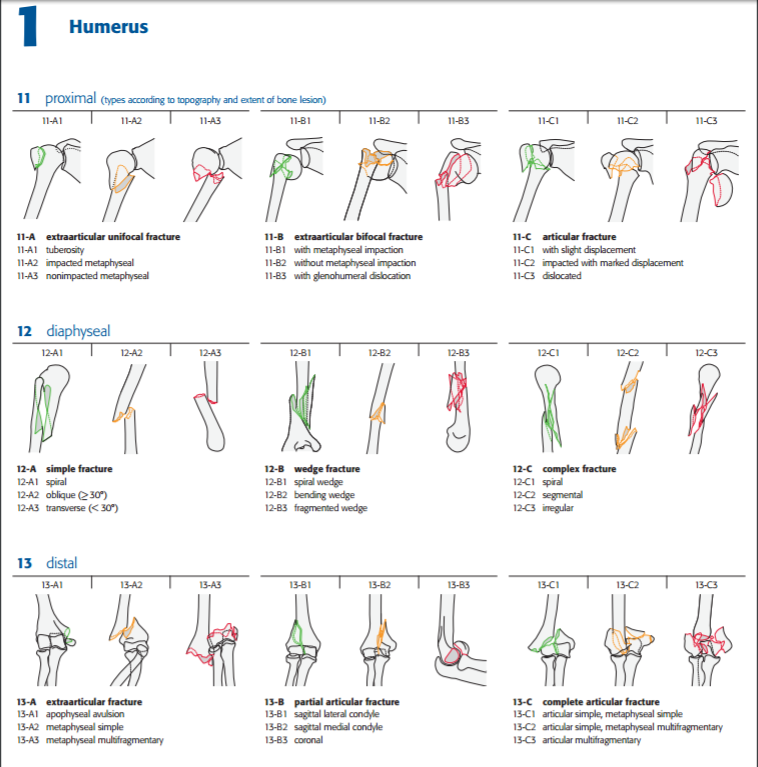 1 Humerus
11 proximal (types according to topography and extent of bone lesion)
11-A1 11-A2 11-A3 11-B1 11-B2 11-B3 11-C1 11-C2 11-C3
11-A extraarticular unifocal fracture
11-A1 tuberosity
11-A2 impacted metaphyseal
11-A3 nonimpacted metaphyseal
11-B extraarticular bifocal fracture
11-B1 with metaphyseal impaction
11-B2 without metaphyseal impaction
11-B3 with glenohumeral dislocation
11-C articular fracture
11-C1 with slight displacement
11-C2 impacted with marked displacement
11-C3 dislocated
12 diaphyseal
12-A1 12-A2 12-A3 12-B1 12-B2 12-B3 12-C1 12-C2 12-C3
12-A simple fracture
12-A1 spiral
12-A2 oblique (≥ 30°)
12-A3 transverse (< 30°)
12-B wedge fracture
12-B1 spiral wedge
12-B2 bending wedge
12-B3 fragmented wedge
12-C complex fracture
12-C1 spiral
12-C2 segmental
12-C3 irregular
13 distal
13-A1 13-A2 13-A3 13-B1 13-B2 13-B3 13-C1 13-C2 13-C3
13-A extraarticular fracture
13-A1 apophyseal avulsion
13-A2 metaphyseal simple
13-A3 metaphyseal multifragmentary
13-B partial articular fracture
13-B1 sagittal lateral condyle
13-B2 sagittal medial condyle
13-B3 coronal
13-C complete articular fracture
13-C1 articular simple, metaphyseal simple
13-C2 articular simple, metaphyseal multifragmentary
13-C3 articular multifragmentary